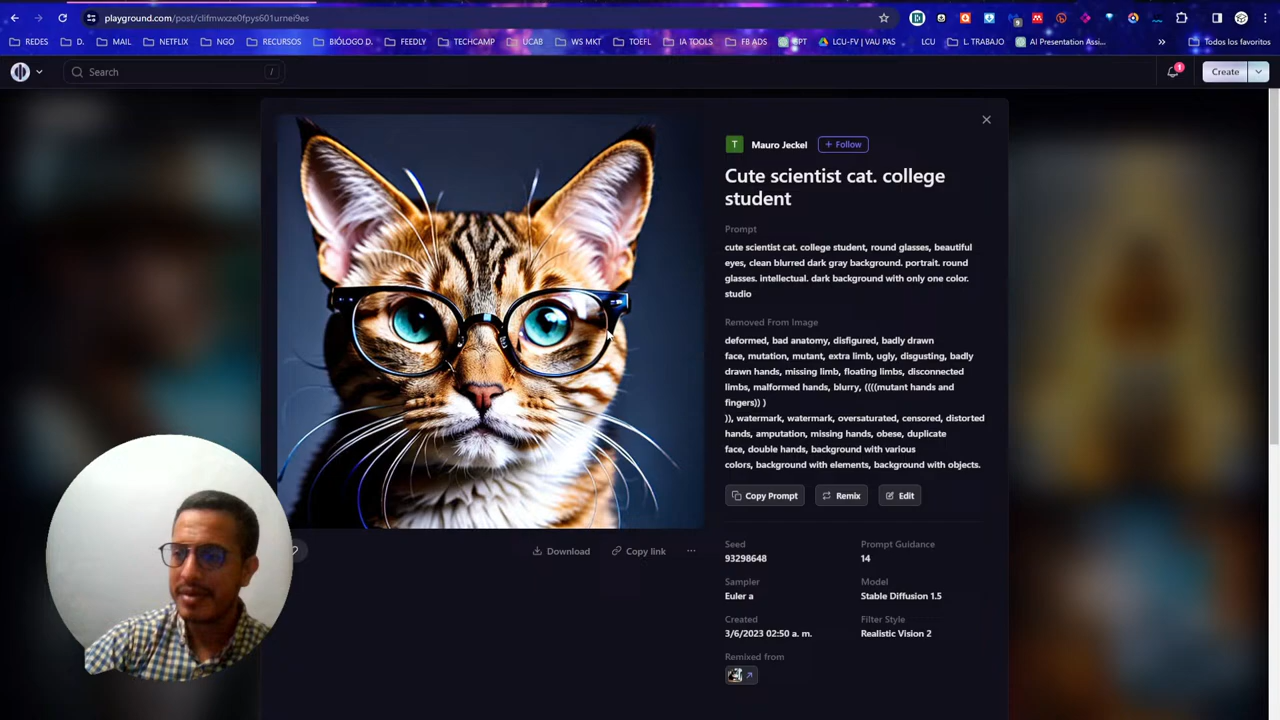 playground.com/post/clifmwxze0fpys601urnei9es
REDES
D.
MAIL
NETFLIX
NGO
RECURSOS
BIÓLOGO D.
FEEDLY
TECHCAMP
UCAB
WS MKT
TOEFL
IA TOOLS
FB ADS
GPT
LCU-FV | VAU PAS
LCU
L. TRABAJO
AI Presentation Assi...
»
Todos los favoritos
Search
/
1
Create
T
Mauro Jeckel
+ Follow
Cute scientist cat. college
student
Prompt
cute scientist cat. college student, round glasses, beautiful
eyes, clean blurred dark gray background. portrait. round
glasses. intellectual. dark background with only one color.
studio
Removed From Image
deformed, bad anatomy, disfigured, badly drawn
face, mutation, mutant, extra limb, ugly, disgusting, badly
drawn hands, missing limb, floating limbs, disconnected
limbs, malformed hands, blurry, ((((mutant hands and
fingers)) )
)), watermark, watermark, oversaturated, censored, distorted
hands, amputation, missing hands, obese, duplicate
face, double hands, background with various
colors, background with elements, background with objects.
Copy Prompt
Remix
Edit
Download
Copy link
Seed
Prompt Guidance
93298648
14
Sampler
Model
Euler a
Stable Diffusion 1.5
Created
Filter Style
3/6/2023 02:50 a. m.
Realistic Vision 2
Remixed from